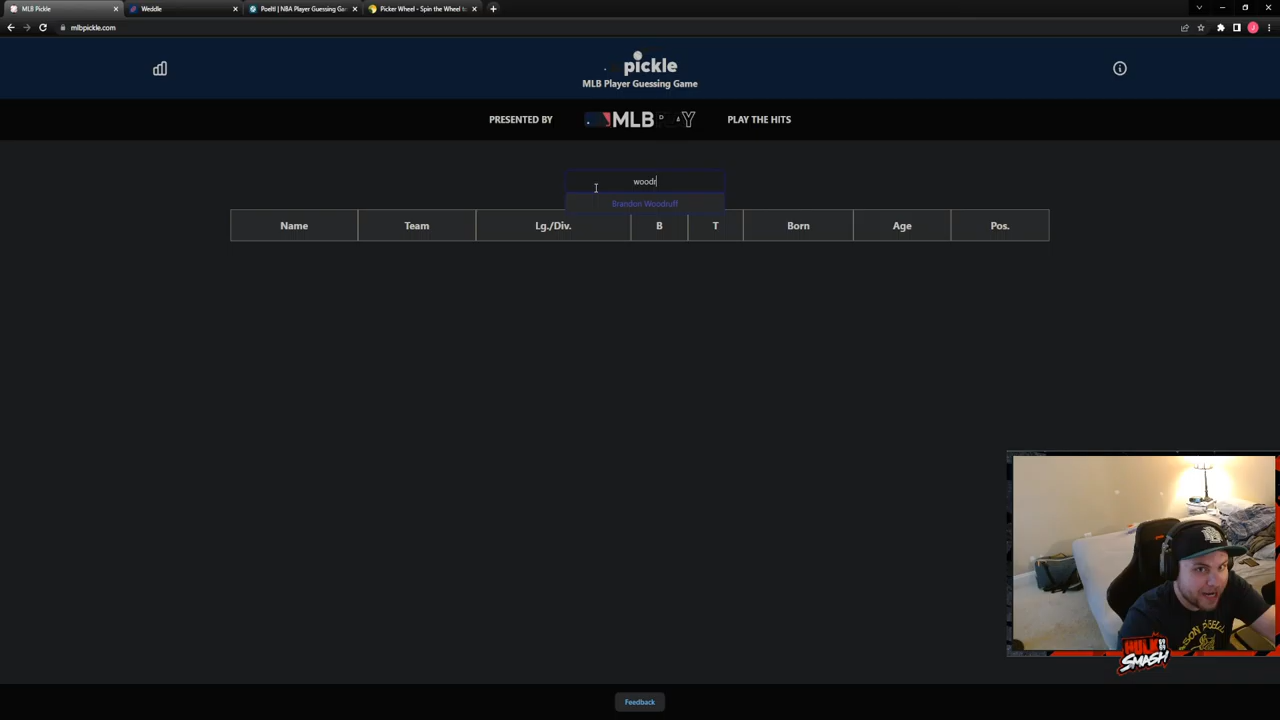 MLB Pickle
Weddle
Poeltl | NBA Player Guessing Ga
Picker Wheel - Spin the Wheel to
mlbpickle.com
pickle
MLB Player Guessing Game
PRESENTED BY
MLB PLAY
PLAY THE HITS
woodr
Brandon Woodruff
Name
Team
Lg./Div.
B
T
Born
Age
Pos.
HULK
SMASH
Feedback